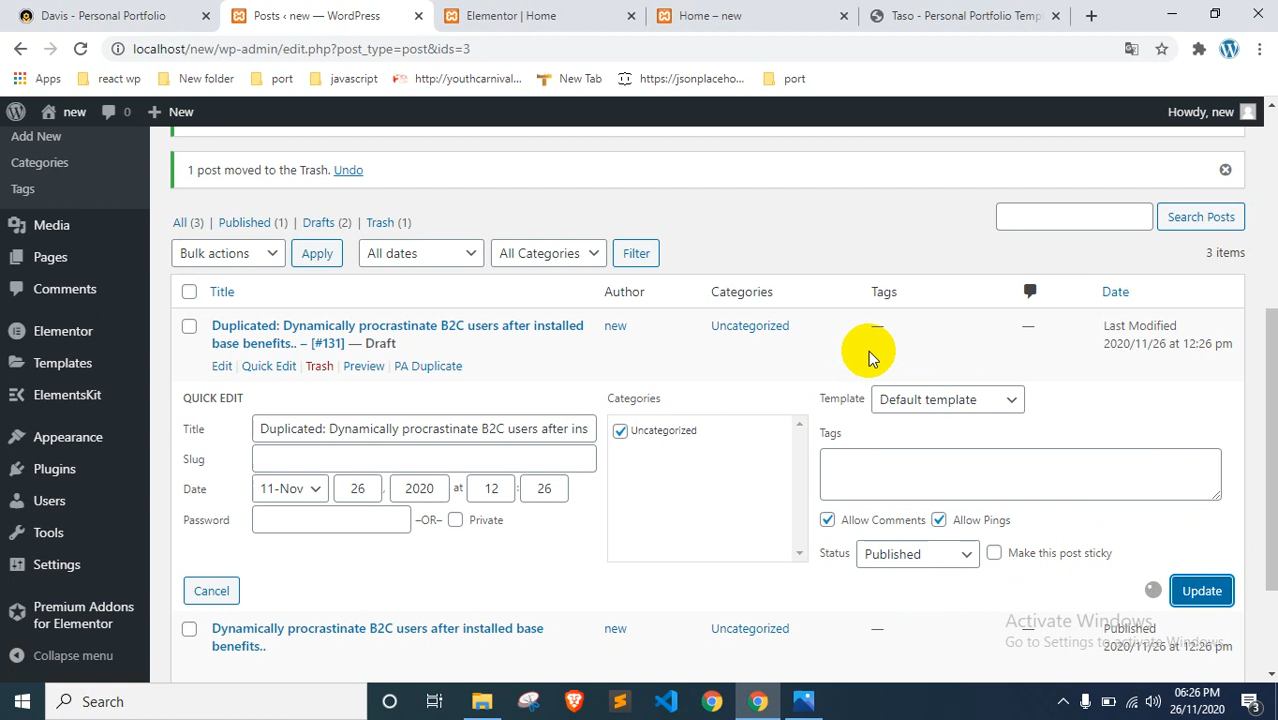 Davis - Personal Portfolio
Posts ‹ new — WordPress
Elementor | Home
Home – new
Taso - Personal Portfolio Temp
localhost/new/wp-admin/edit.php?post_type=post&ids=3
Apps
react wp
New folder
port
javascript
http://youthcarnival...
New Tab
https://jsonplaceho...
port
new
0
New
Howdy, new
Add New
Categories
Tags
Media
Pages
Comments
Elementor
Templates
ElementsKit
Appearance
Plugins
Users
Tools
Settings
Premium Addons
for Elementor
Collapse menu
1 post moved to the Trash. Undo
All (3) | Published (1) | Drafts (2) | Trash (1)
Search Posts
Bulk actions
Apply
All dates
All Categories
Filter
3 items
Title
Author
Categories
Tags
Date
Duplicated: Dynamically procrastinate B2C users after installed
base benefits.. – [#131] — Draft
new
Uncategorized
—
—
Last Modified
2020/11/26 at 12:26 pm
Edit | Quick Edit | Trash | Preview | PA Duplicate
QUICK EDIT
Title
Duplicated: Dynamically procrastinate B2C users after ins
Slug
Date
11-Nov
26
, 2020
at 12
: 26
Password
–OR–
Private
Categories
Uncategorized
Template
Default template
Tags
Allow Comments
Allow Pings
Status
Published
Make this post sticky
Cancel
Update
Dynamically procrastinate B2C users after installed base
benefits..
new
Uncategorized
—
Published
2020/11/26 at 12:26 pm
Activate Windows
Go to Settings to activate Windows.
Search
06:26 PM
26/11/2020
3